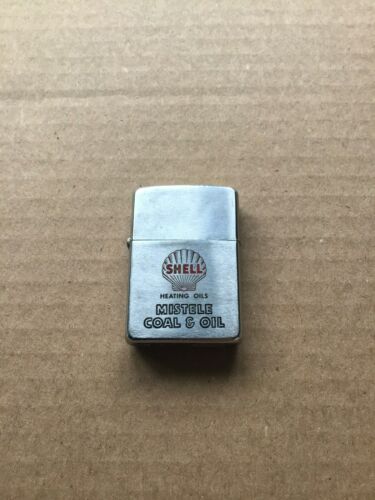 SHELL
HEATING OILS
MISTELE
COAL & OIL